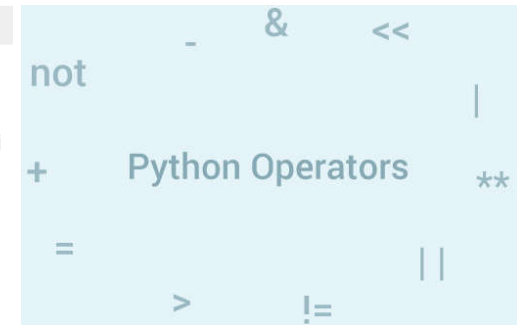 - & <<
not
|
+ Python Operators **
= ||
> !=